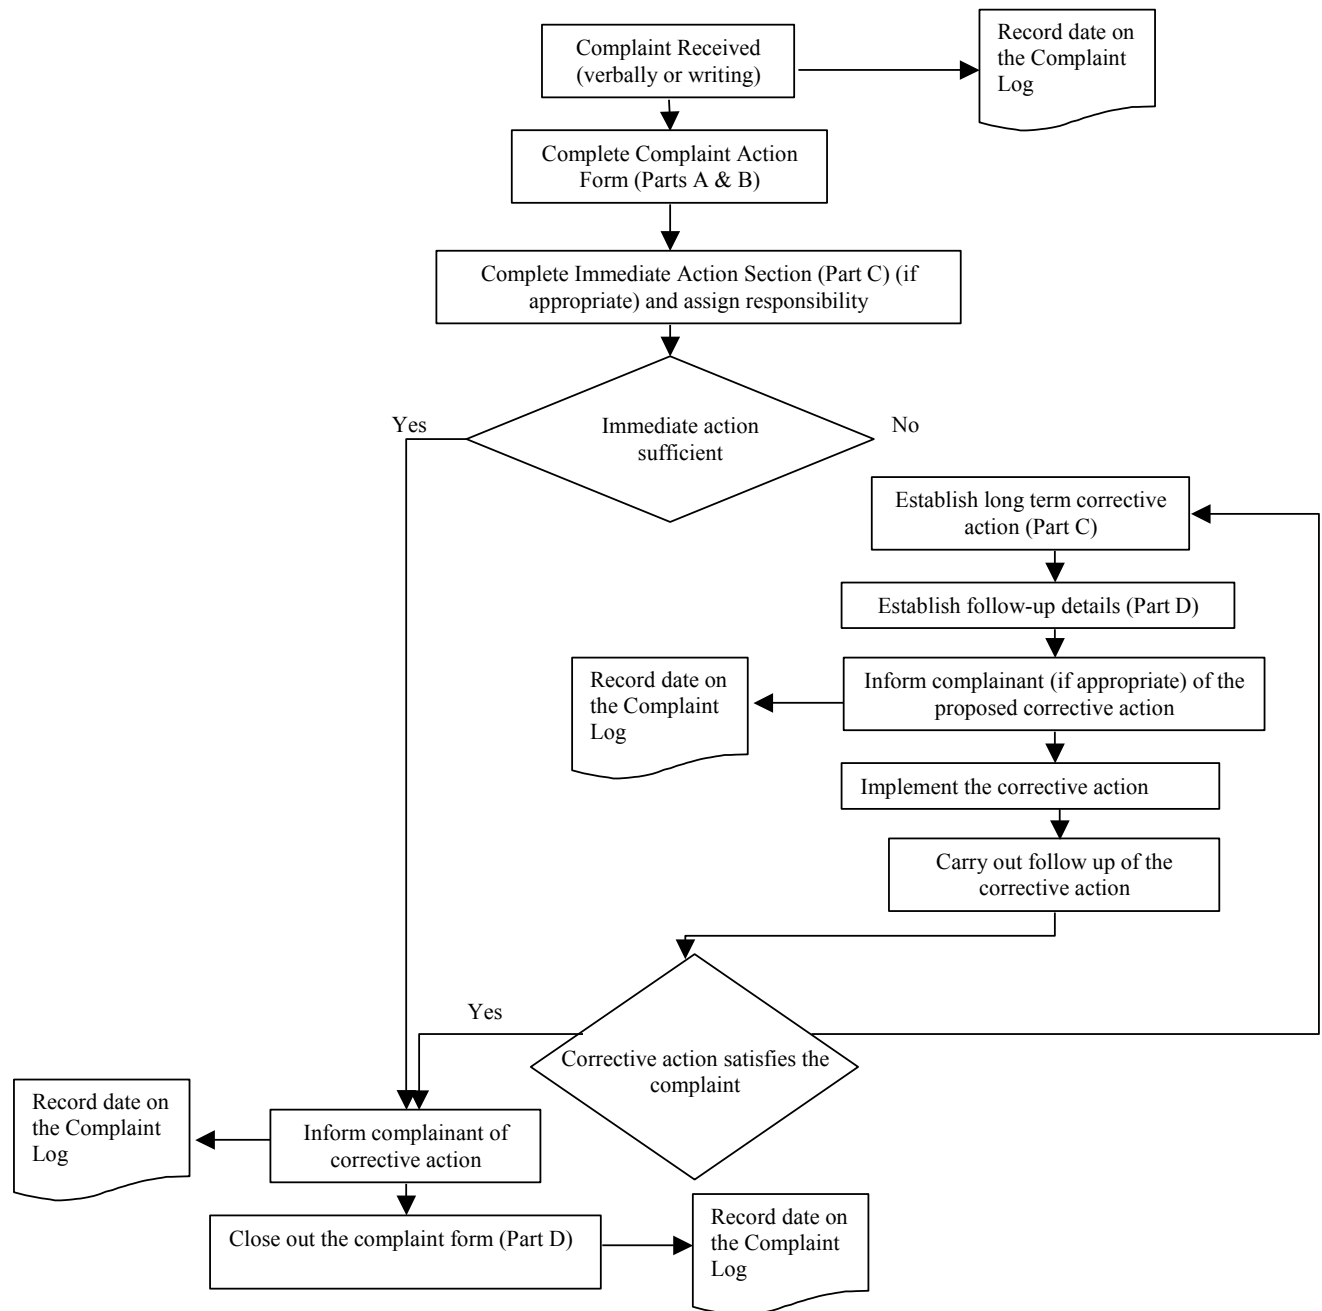 Complaint Received
(verbally or writing)
Record date on
the Complaint
Log
Complete Complaint Action
Form (Parts A & B)
Complete Immediate Action Section (Part C) (if
appropriate) and assign responsibility
Yes
Immediate action
sufficient
No
Establish long term corrective
action (Part C)
Establish follow-up details (Part D)
Record date on
the Complaint
Log
Inform complainant (if appropriate) of the
proposed corrective action
Implement the corrective action
Carry out follow up of the
corrective action
Yes
Corrective action satisfies the
complaint
Record date on
the Complaint
Log
Inform complainant of
corrective action
Close out the complaint form (Part D)
Record date on
the Complaint
Log